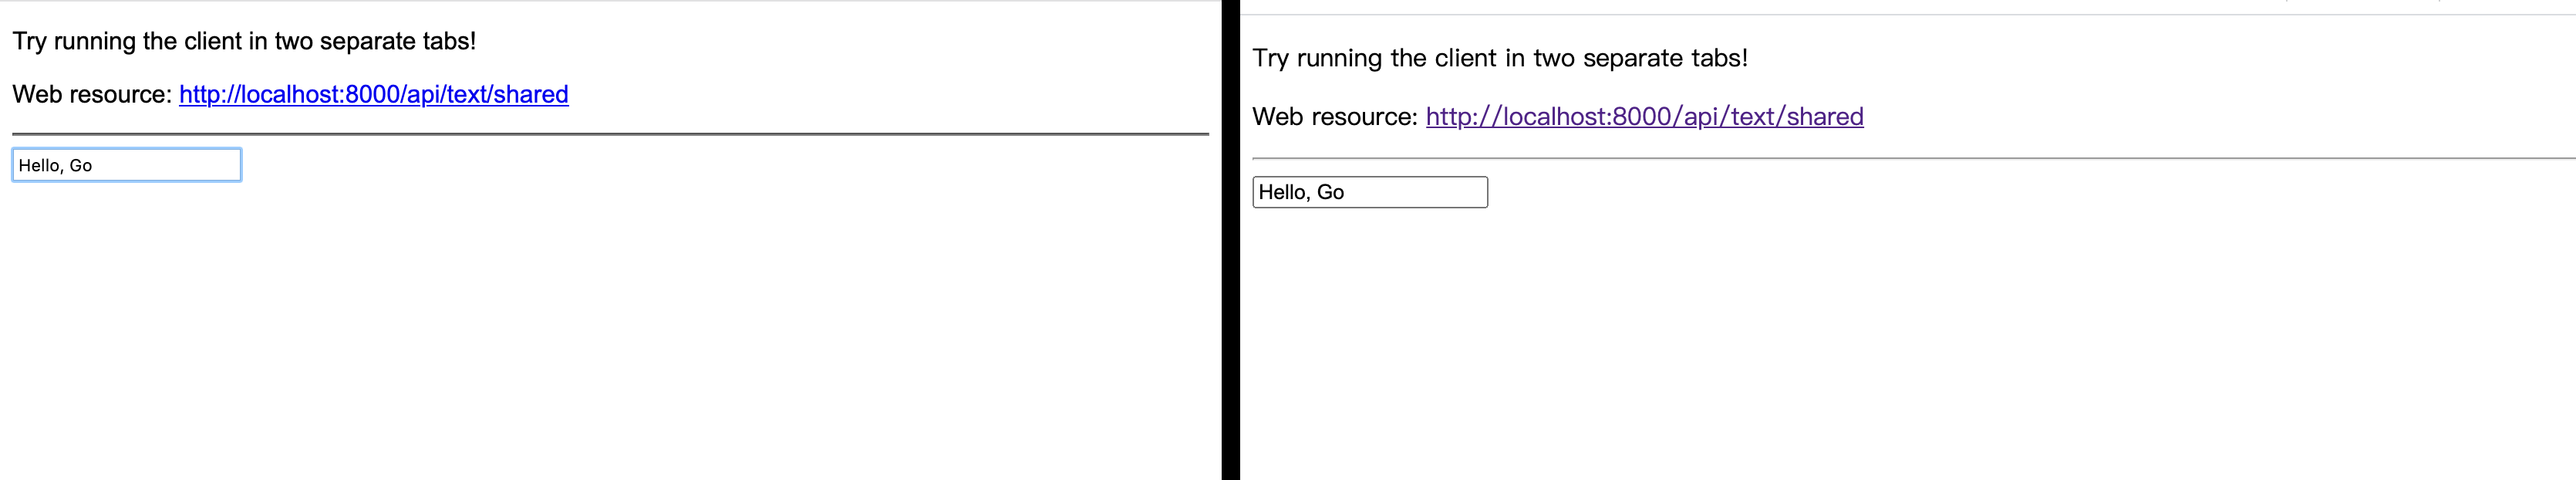 Try running the client in two separate tabs!
Web resource: http://localhost:8000/api/text/shared
Hello, Go
Try running the client in two separate tabs!
Web resource: http://localhost:8000/api/text/shared
Hello, Go